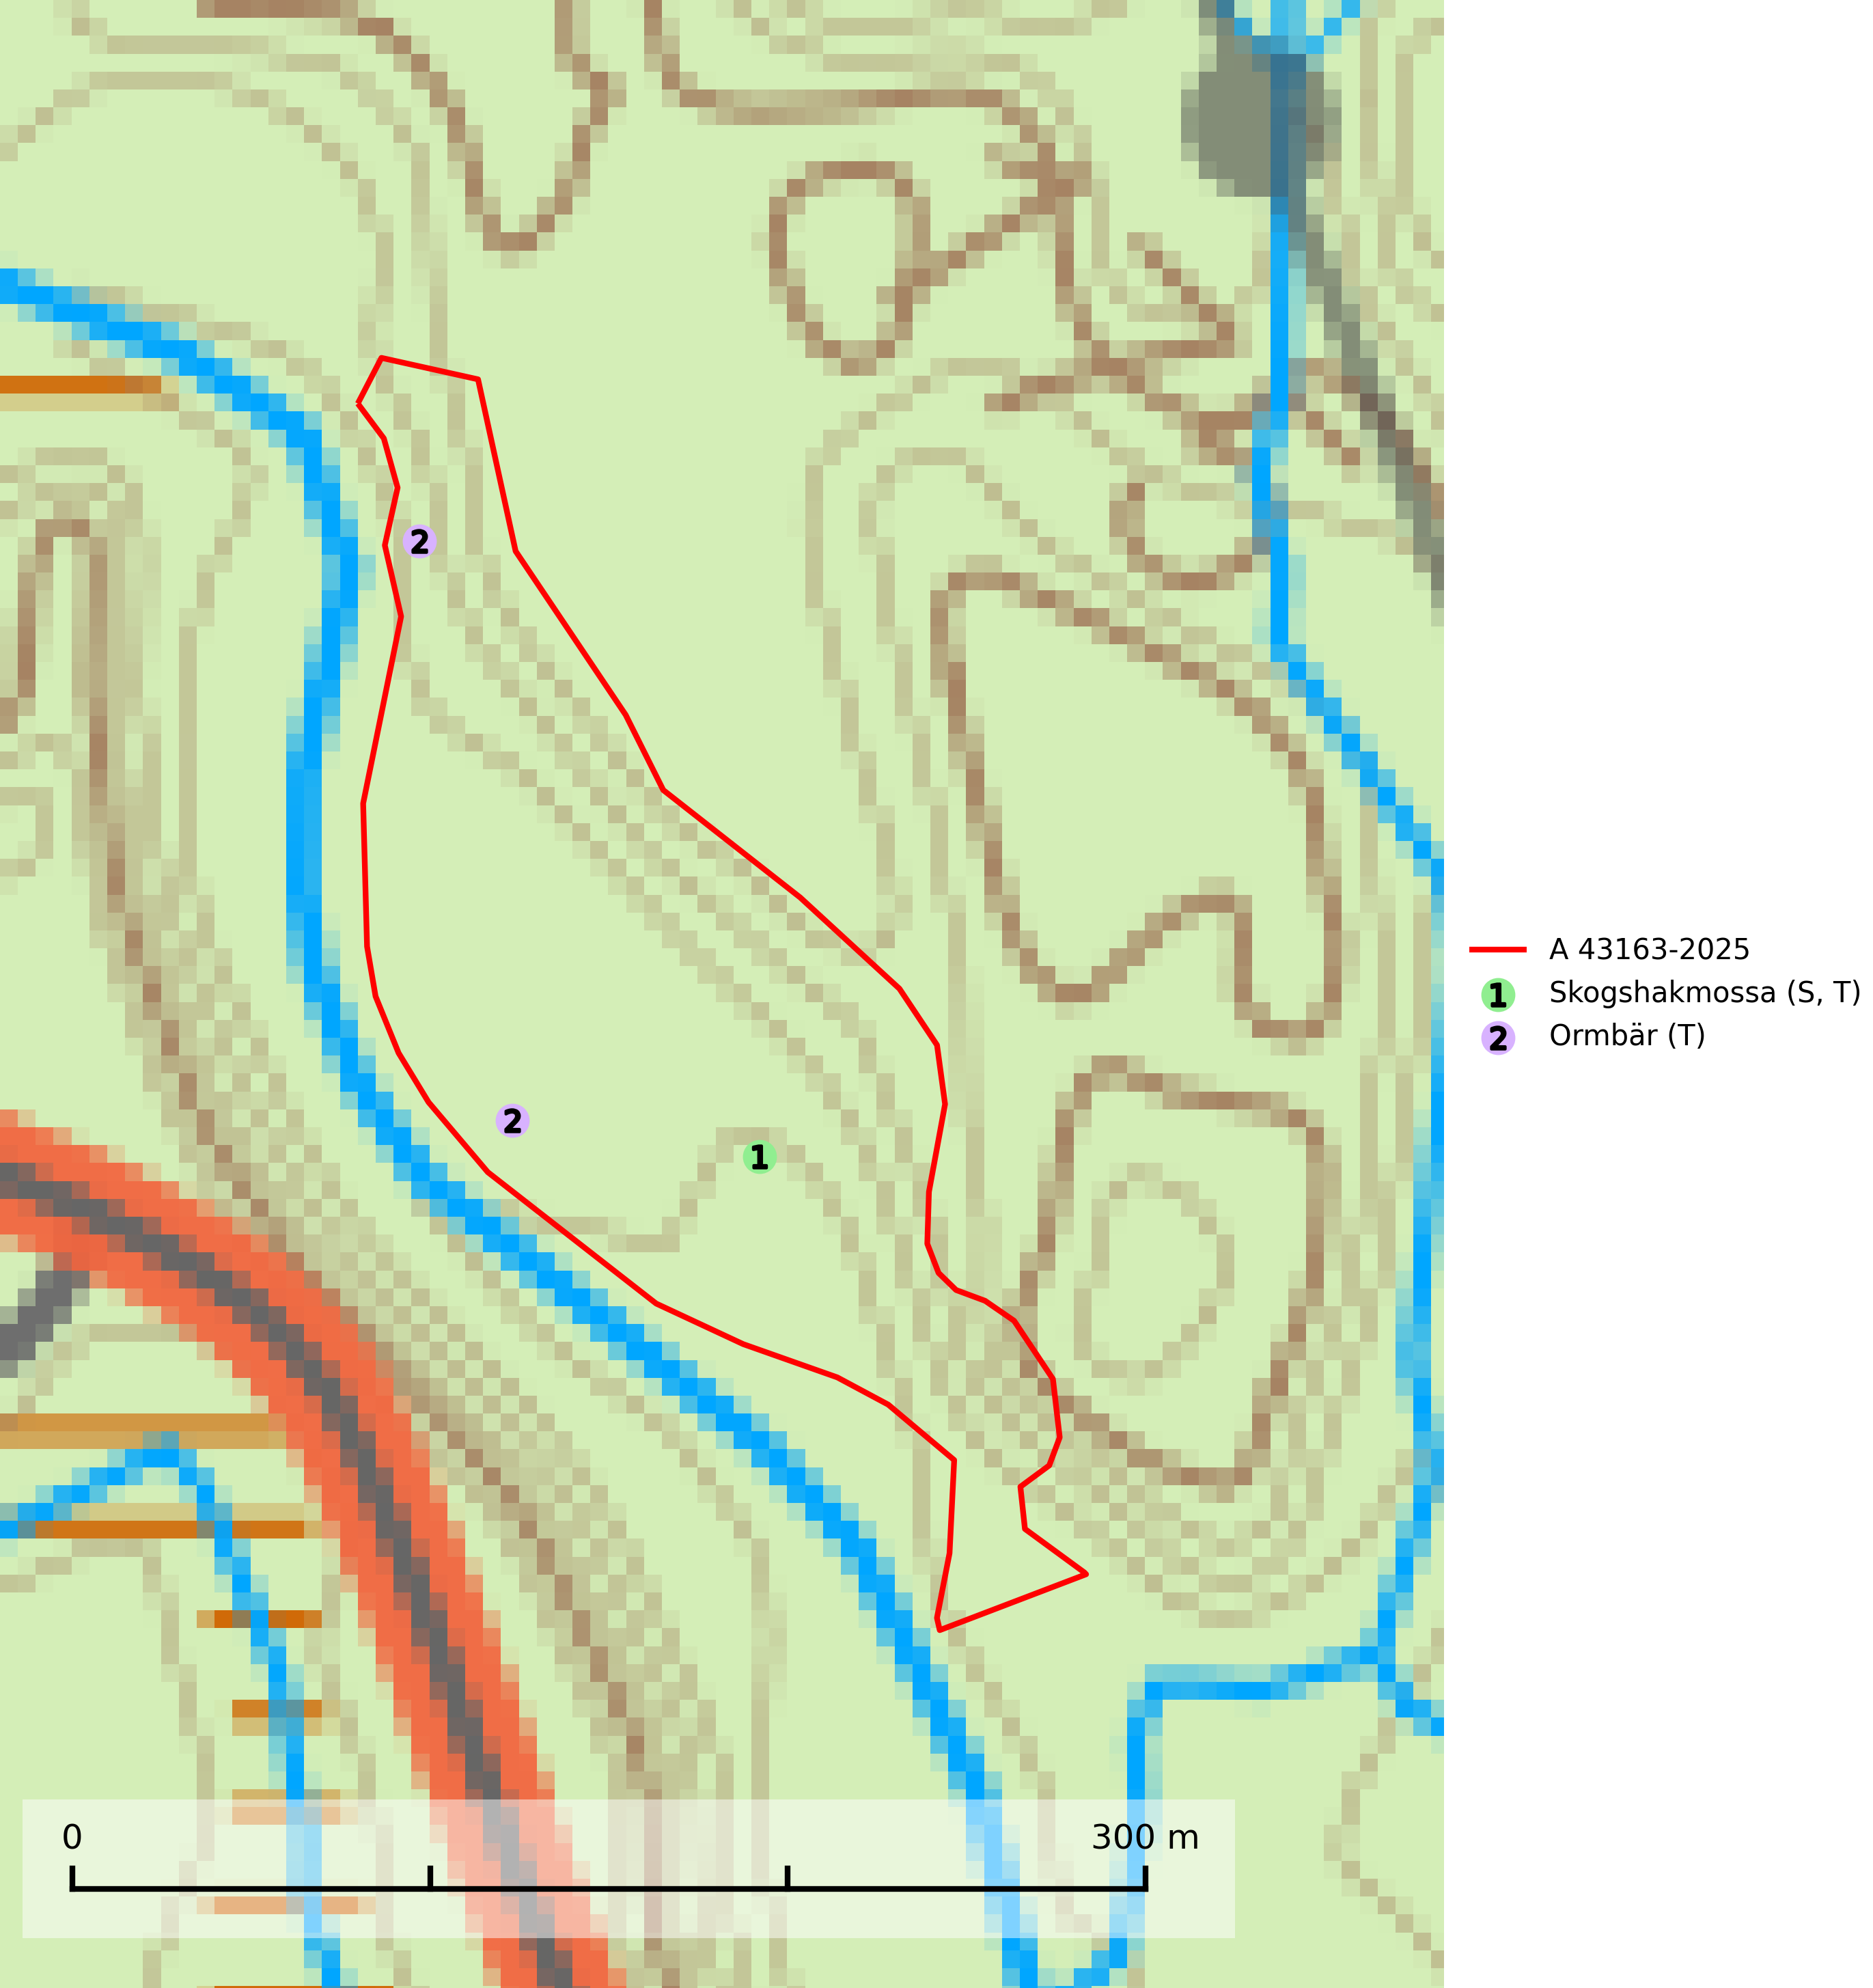 2
2
1
A 43163-2025
1 Skogshakmossa (S, T)
2 Ormbär (T)
0 300 m